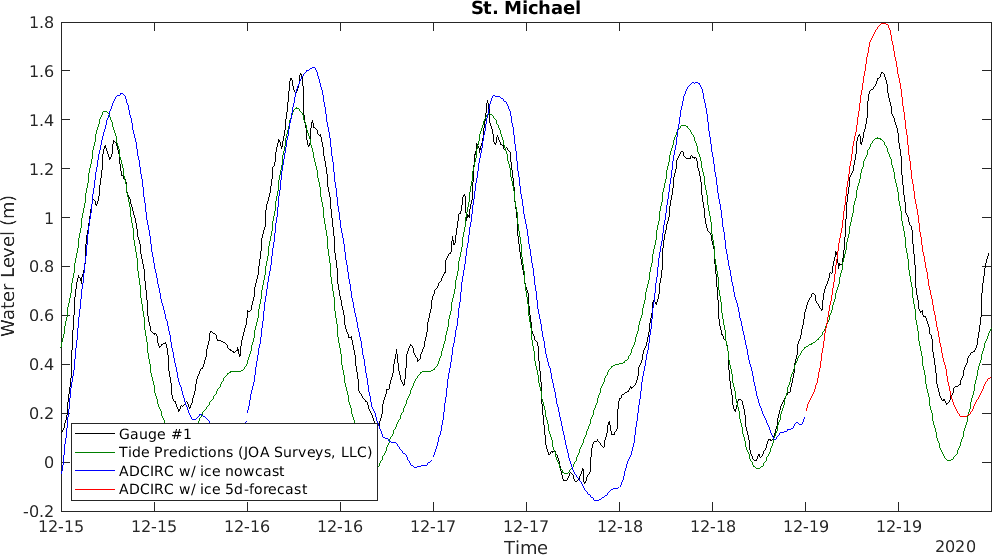 St. Michael
Water Level (m)
1.8
1.6
1.4
1.2
1
0.8
0.6
0.4
0.2
0
-0.2
Gauge #1
Tide Predictions (JOA Surveys, LLC)
ADCIRC w/ ice nowcast
ADCIRC w/ ice 5d-forecast
12-15 12-15 12-16 12-16 12-17 12-17 12-18 12-18 12-19 12-19
Time
2020